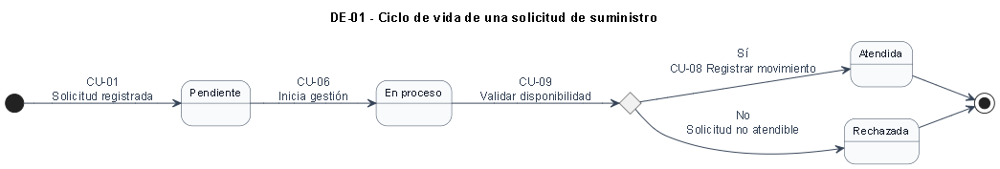 DE-01 - Ciclo de vida de una solicitud de suministro
CU-01
Solicitud registrada
Pendiente
CU-06
Inicia gestión
En proceso
CU-09
Validar disponibilidad
Sí
CU-08 Registrar movimiento
Atendida
No
Solicitud no atendible
Rechazada